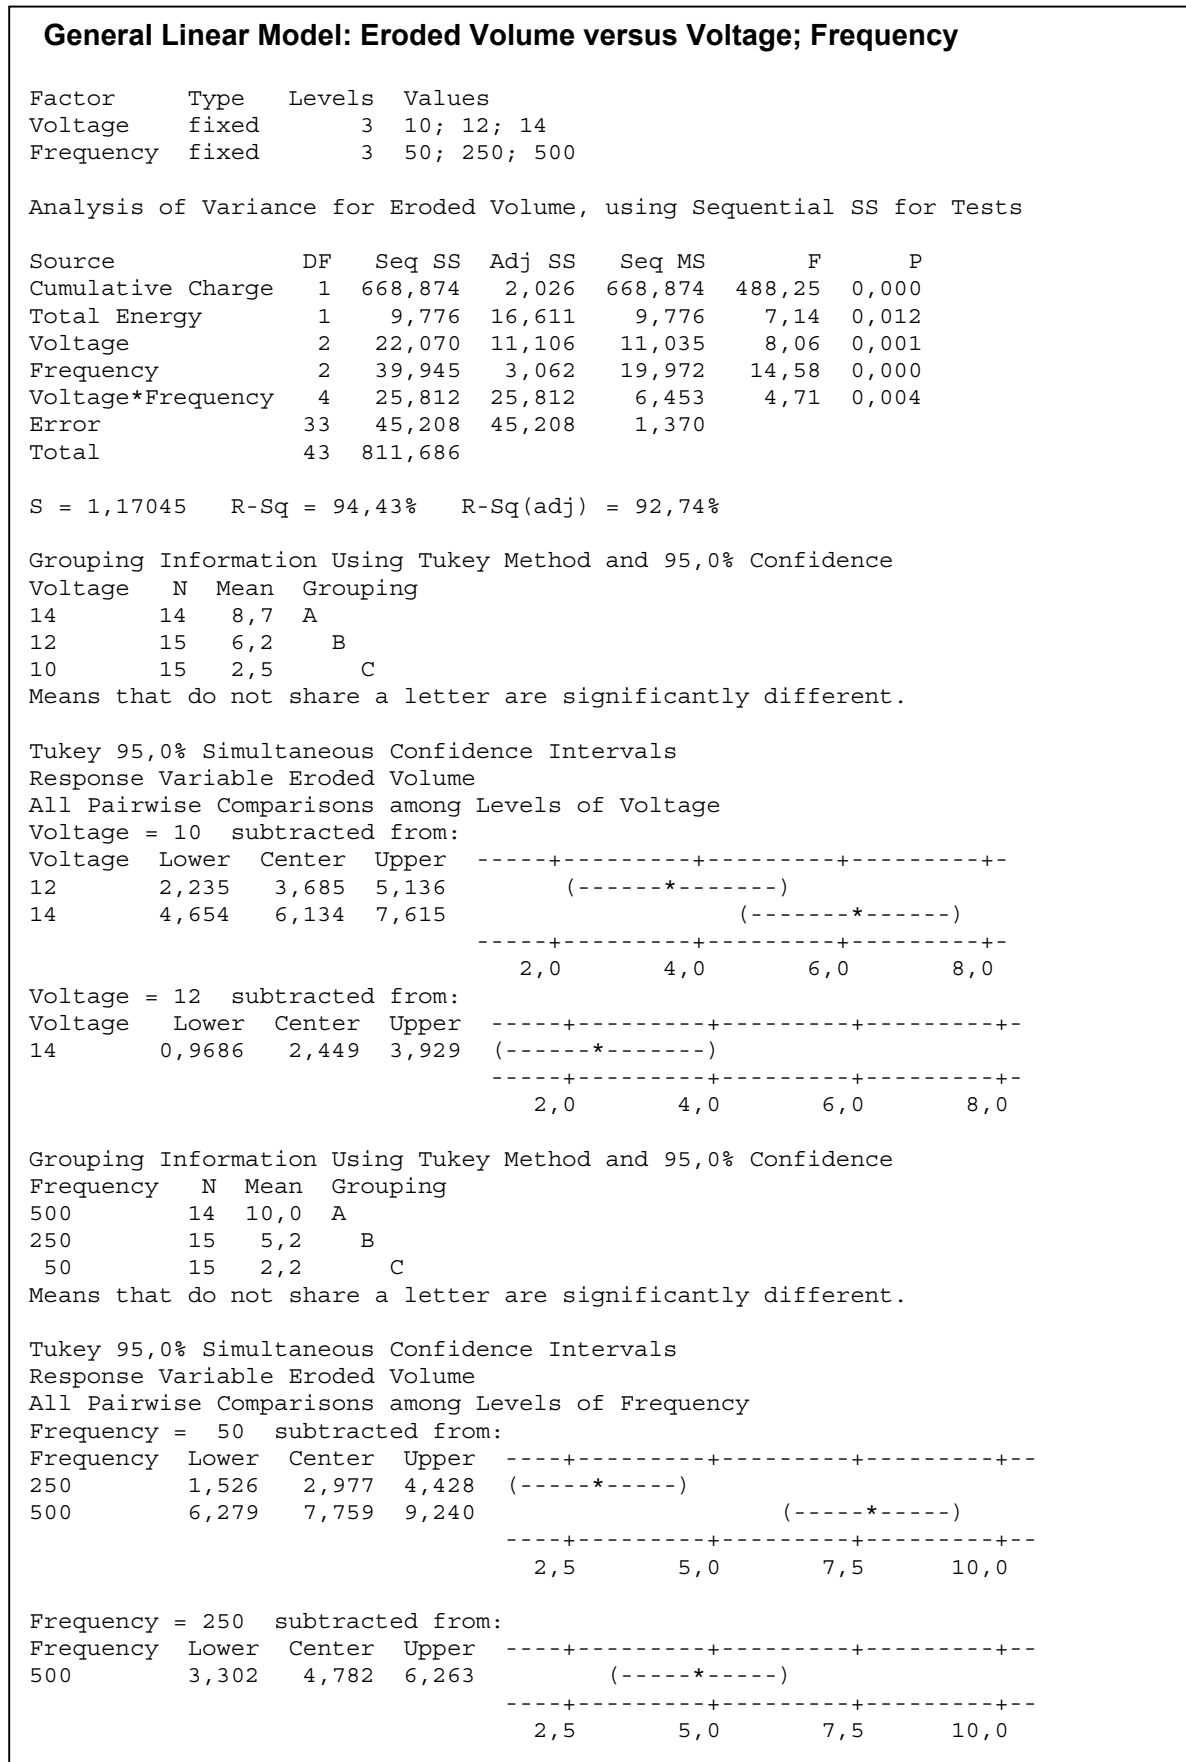 General Linear Model: Eroded Volume versus Voltage; Frequency
Factor     Type   Levels  Values
Voltage    fixed       3  10; 12; 14
Frequency  fixed       3  50; 250; 500
Analysis of Variance for Eroded Volume, using Sequential SS for Tests
Source             DF   Seq SS  Adj SS   Seq MS       F      P
Cumulative Charge   1  668,874   2,026  668,874  488,25  0,000
Total Energy        1    9,776  16,611    9,776    7,14  0,012
Voltage             2   22,070  11,106   11,035    8,06  0,001
Frequency           2   39,945   3,062   19,972   14,58  0,000
Voltage*Frequency   4   25,812  25,812    6,453    4,71  0,004
Error              33   45,208  45,208    1,370
Total              43  811,686
S = 1,17045   R-Sq = 94,43%   R-Sq(adj) = 92,74%
Grouping Information Using Tukey Method and 95,0% Confidence
Voltage   N  Mean  Grouping
14       14   8,7  A
12       15   6,2    B
10       15   2,5      C
Means that do not share a letter are significantly different.
Tukey 95,0% Simultaneous Confidence Intervals
Response Variable Eroded Volume
All Pairwise Comparisons among Levels of Voltage
Voltage = 10  subtracted from:
Voltage  Lower  Center  Upper  -----+---------+---------+---------+-
12       2,235   3,685  5,136       (------*-------)
14       4,654   6,134  7,615                   (-------*------)
-----+---------+---------+---------+-
2,0       4,0       6,0       8,0
Voltage = 12  subtracted from:
Voltage   Lower  Center  Upper  -----+---------+---------+---------+-
14       0,9686   2,449  3,929  (------*-------)
-----+---------+---------+---------+-
2,0       4,0       6,0       8,0
Grouping Information Using Tukey Method and 95,0% Confidence
Frequency   N  Mean  Grouping
500        14  10,0  A
250        15   5,2    B
50        15   2,2      C
Means that do not share a letter are significantly different.
Tukey 95,0% Simultaneous Confidence Intervals
Response Variable Eroded Volume
All Pairwise Comparisons among Levels of Frequency
Frequency =  50  subtracted from:
Frequency  Lower  Center  Upper  ----+---------+---------+---------+--
250        1,526   2,977  4,428  (-----*-----)
500        6,279   7,759  9,240                     (-----*-----)
----+---------+---------+---------+--
2,5       5,0       7,5      10,0
Frequency = 250  subtracted from:
Frequency  Lower  Center  Upper  ----+---------+---------+---------+--
500        3,302   4,782  6,263         (-----*-----)
----+---------+---------+---------+--
2,5       5,0       7,5      10,0